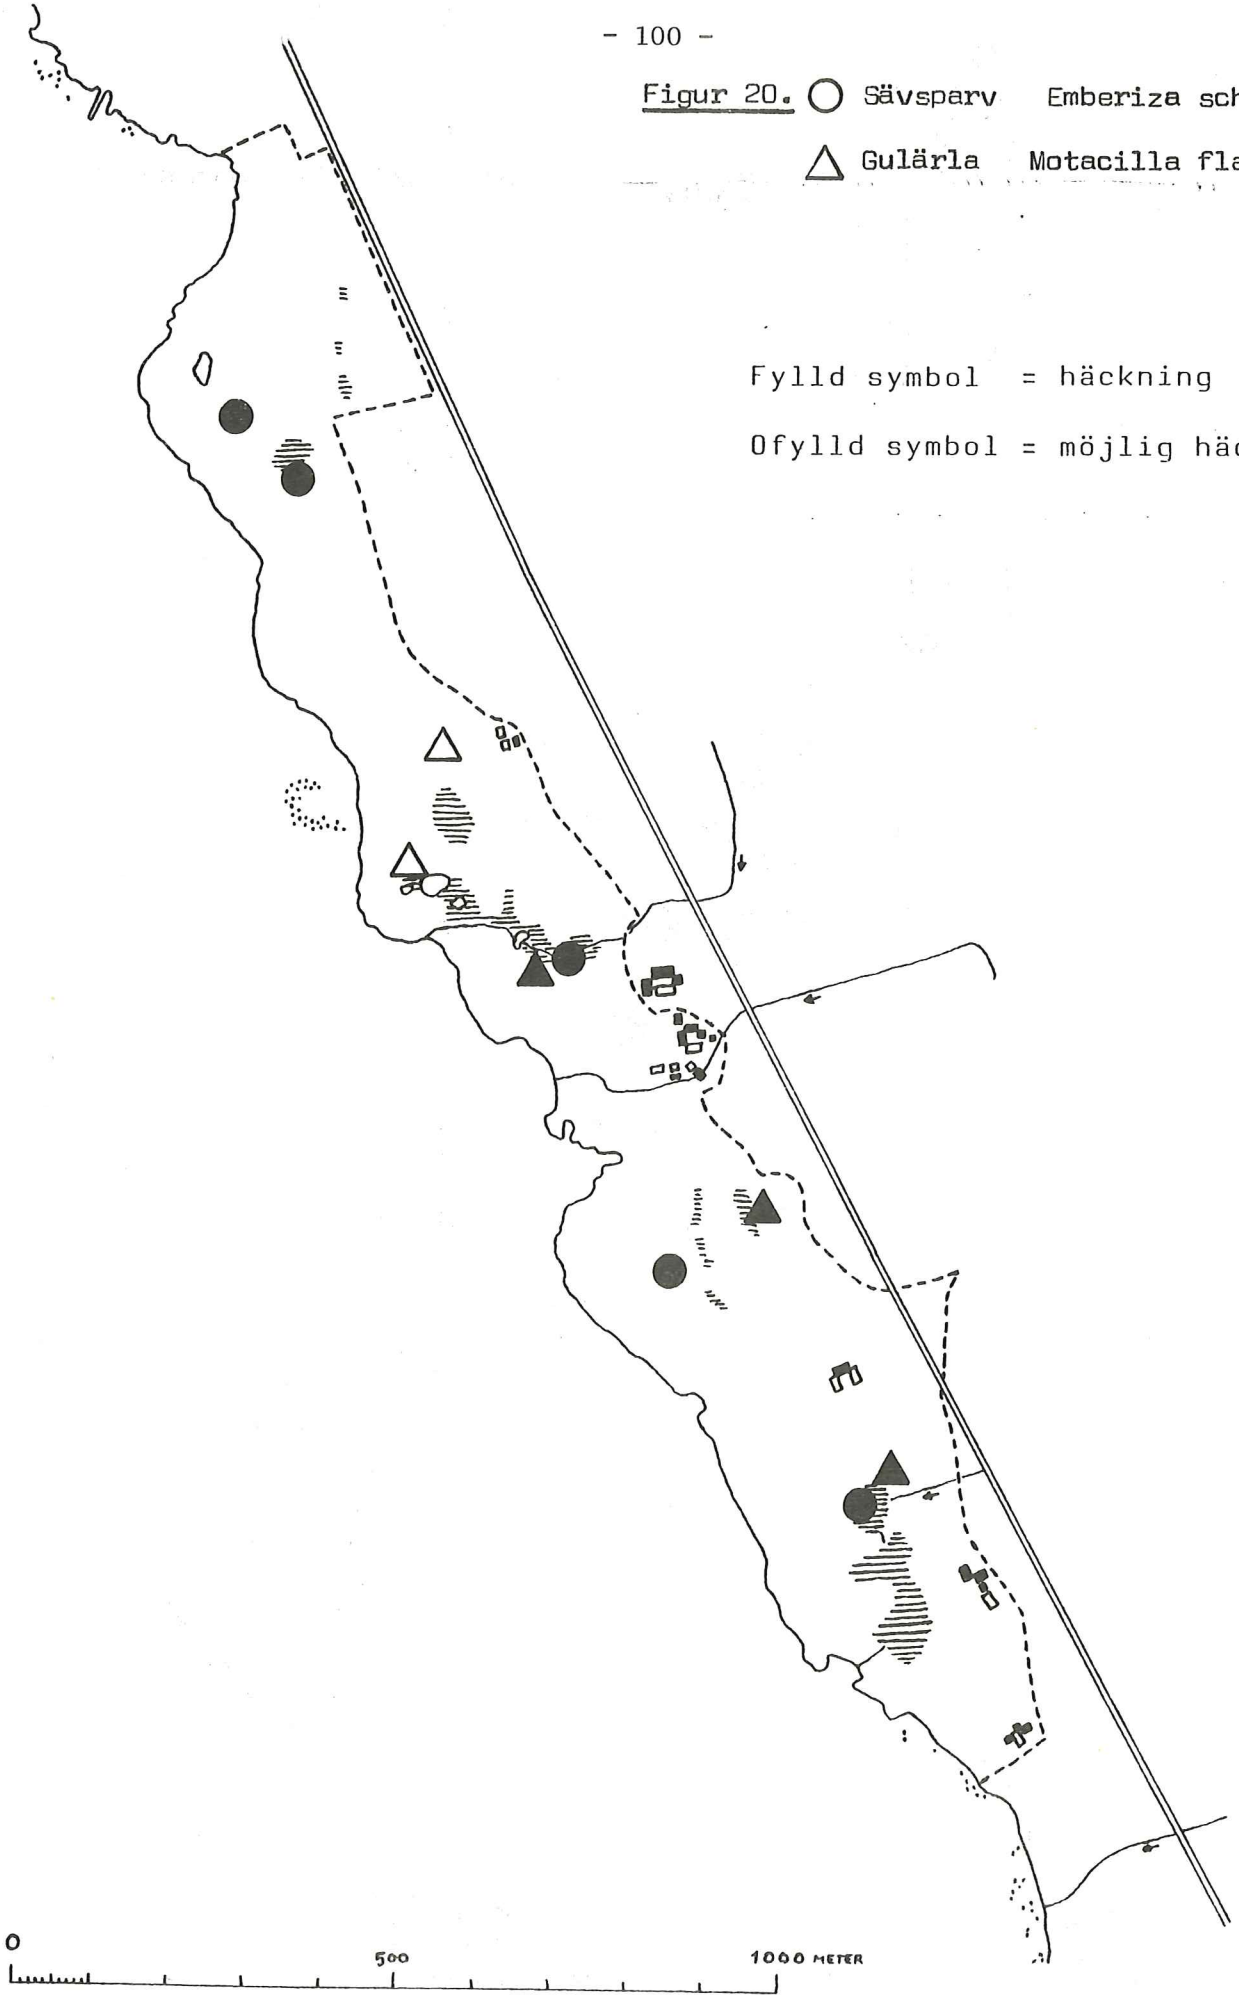 - 100 -
Figur 20. Sävsparv Emberiza sch
Gulärla Motacilla fla
Fylld symbol = häckning
Ofylld symbol = möjlig häc
0 500 1000 METER